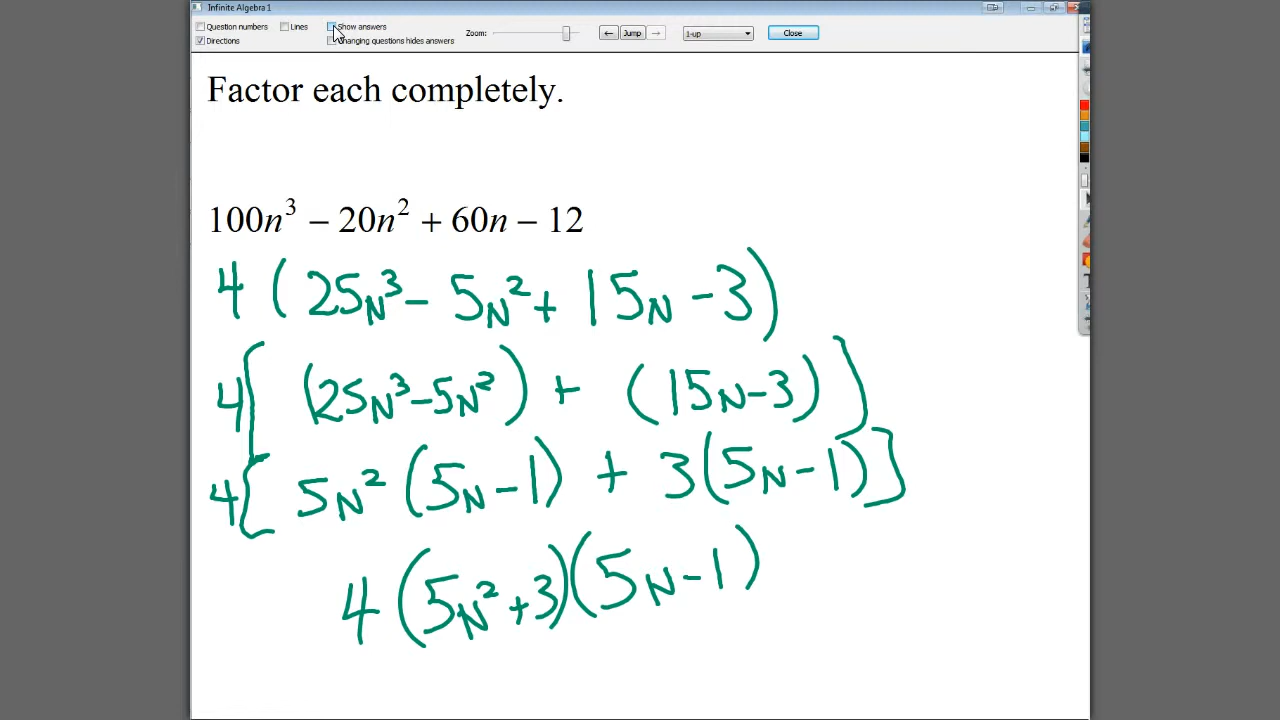 Infinite Algebra 1
Question numbers Lines Show answers
Directions Changing questions hides answers
Zoom: Jump 1-up Close
Factor each completely.
100n³ − 20n² + 60n − 12
4 (25N³ − 5N² + 15N − 3)
4[ (25N³ − 5N²) + (15N − 3) ]
4[ 5N² (5N − 1) + 3(5N − 1)]
4 (5N² + 3)(5N − 1)